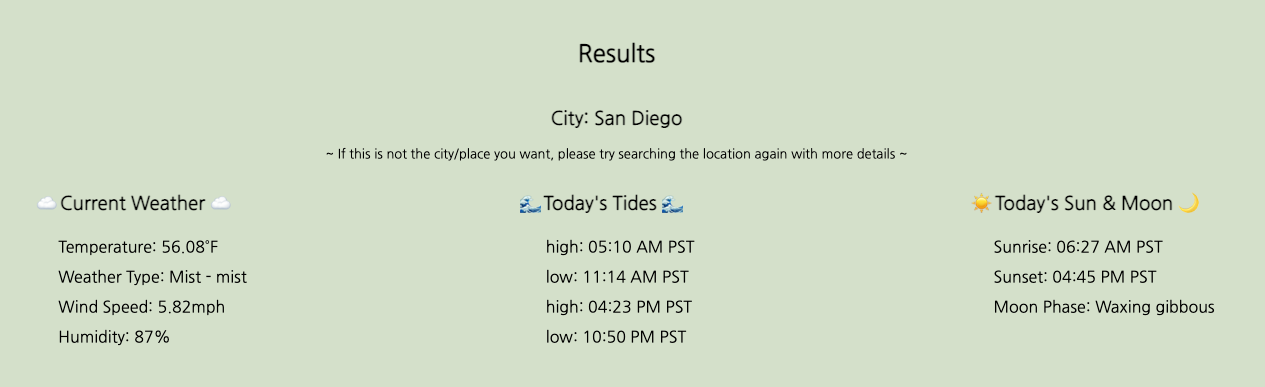 Results
City: San Diego
~ If this is not the city/place you want, please try searching the location again with more details ~
☁️ Current Weather ☁️
Temperature: 56.08°F
Weather Type: Mist - mist
Wind Speed: 5.82mph
Humidity: 87%
🌊 Today's Tides 🌊
high: 05:10 AM PST
low: 11:14 AM PST
high: 04:23 PM PST
low: 10:50 PM PST
☀️ Today's Sun & Moon 🌙
Sunrise: 06:27 AM PST
Sunset: 04:45 PM PST
Moon Phase: Waxing gibbous